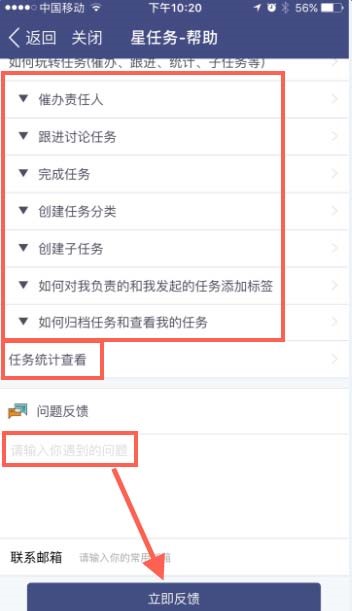 中国移动
下午10:20
56%
返回 关闭 星任务-帮助
如何玩转任务(催办、跟进、统计、子任务等)
催办责任人
跟进讨论任务
完成任务
创建任务分类
创建子任务
如何对我负责的和我发起的任务添加标签
如何归档任务和查看我的任务
任务统计查看
问题反馈
请输入你遇到的问题
联系邮箱 请输入你的常用邮箱
立即反馈